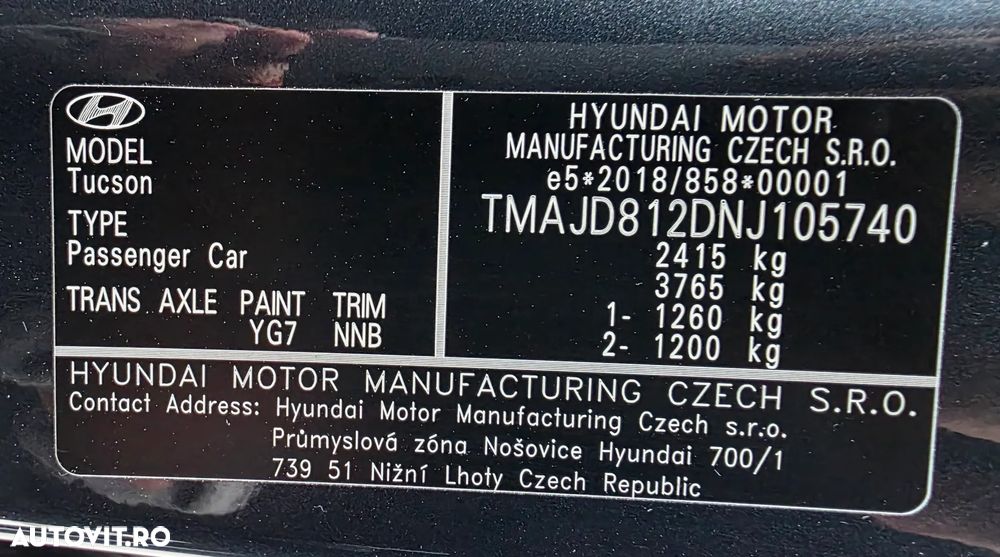 MODEL
Tucson
TYPE
Passenger Car
TRANS AXLE PAINT TRIM
YG7 NNB
HYUNDAI MOTOR
MANUFACTURING CZECH S.R.O.
e5*2018/858*00001
TMAJD812DNJ105740
2415 kg
3765 kg
1- 1260 kg
2- 1200 kg
HYUNDAI MOTOR MANUFACTURING CZECH S.R.O.
Contact Address: Hyundai Motor Manufacturing Czech s.r.o.
Průmyslová zóna Nošovice Hyundai 700/1
739 51 Nižní Lhoty Czech Republic
AUTOVIT.RO